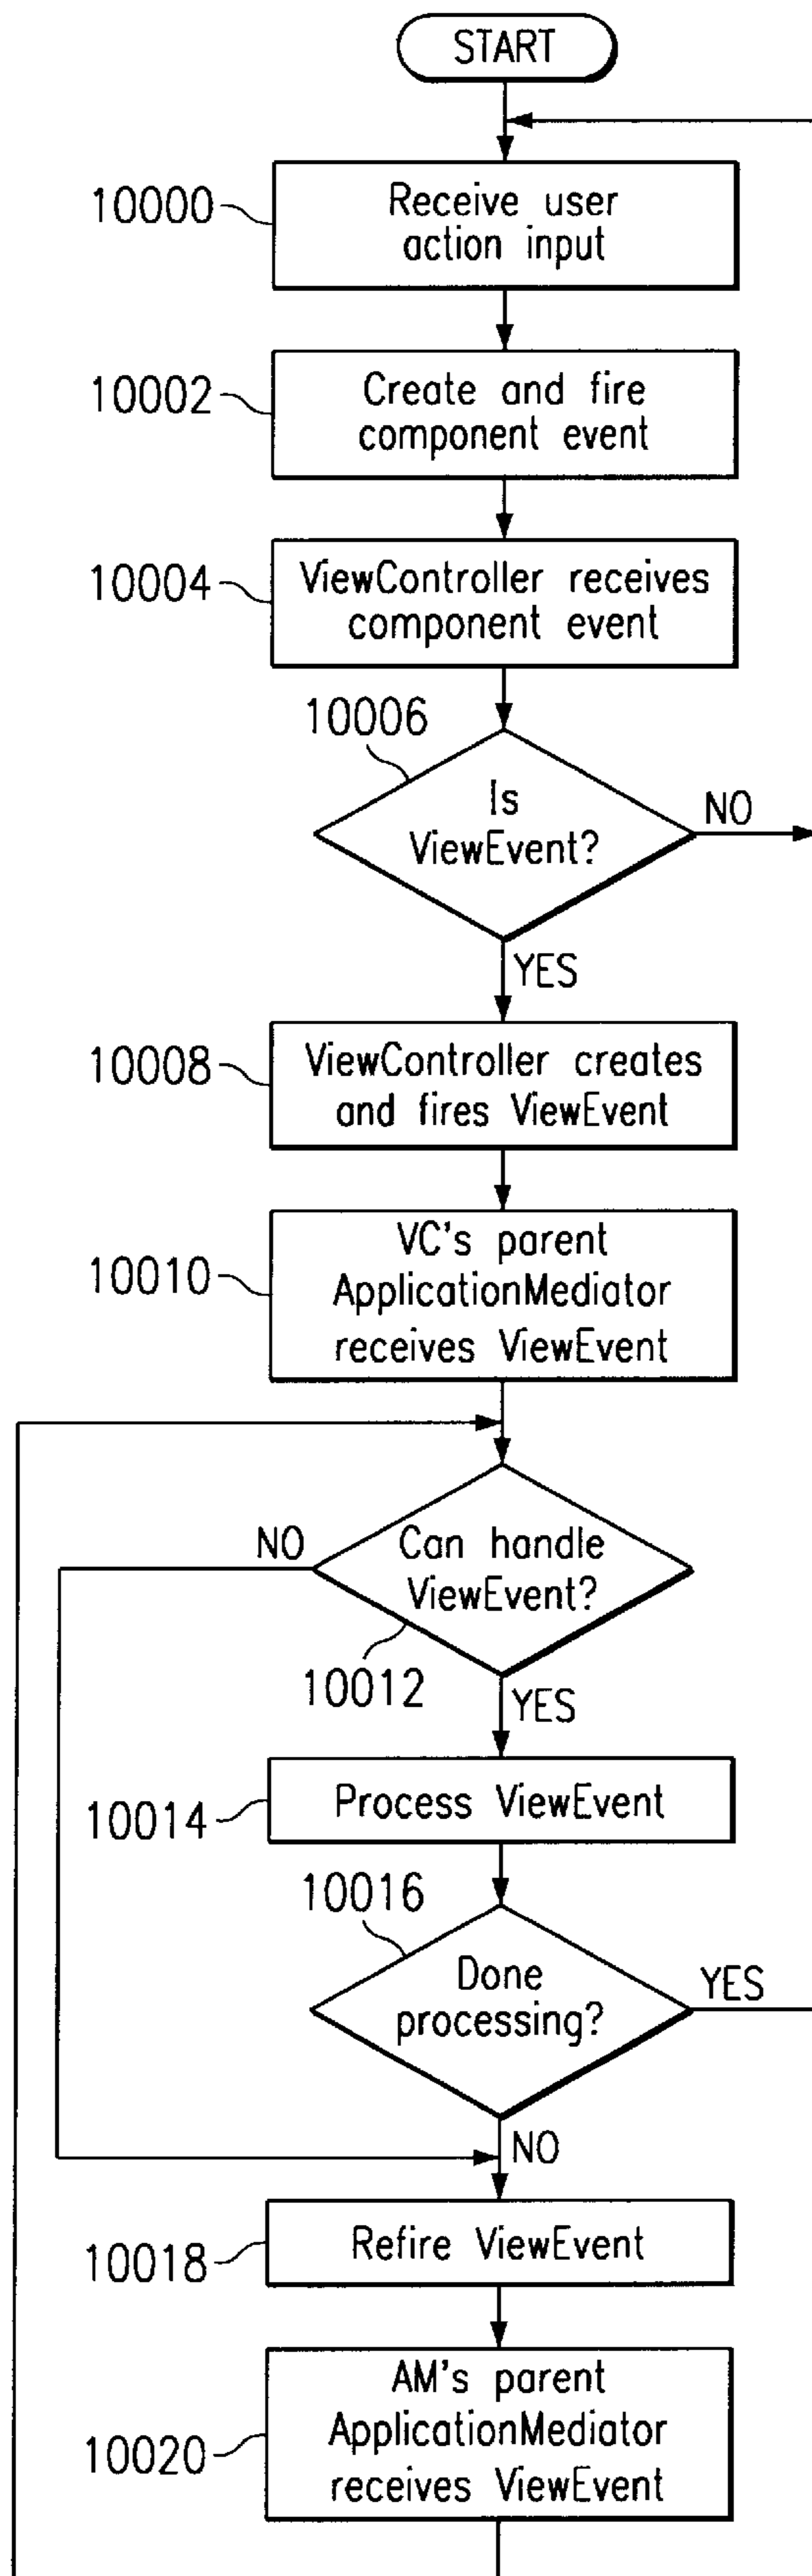 START
10000
Receive user
action input
10002
Create and fire
component event
10004
ViewController receives
component event
10006
Is
ViewEvent?
NO
YES
10008
ViewController creates
and fires ViewEvent
10010
VC's parent
ApplicationMediator
receives ViewEvent
NO
Can handle
ViewEvent?
10012
YES
10014
Process ViewEvent
10016
Done
processing?
YES
NO
10018
Refire ViewEvent
10020
AM's parent
ApplicationMediator
receives ViewEvent